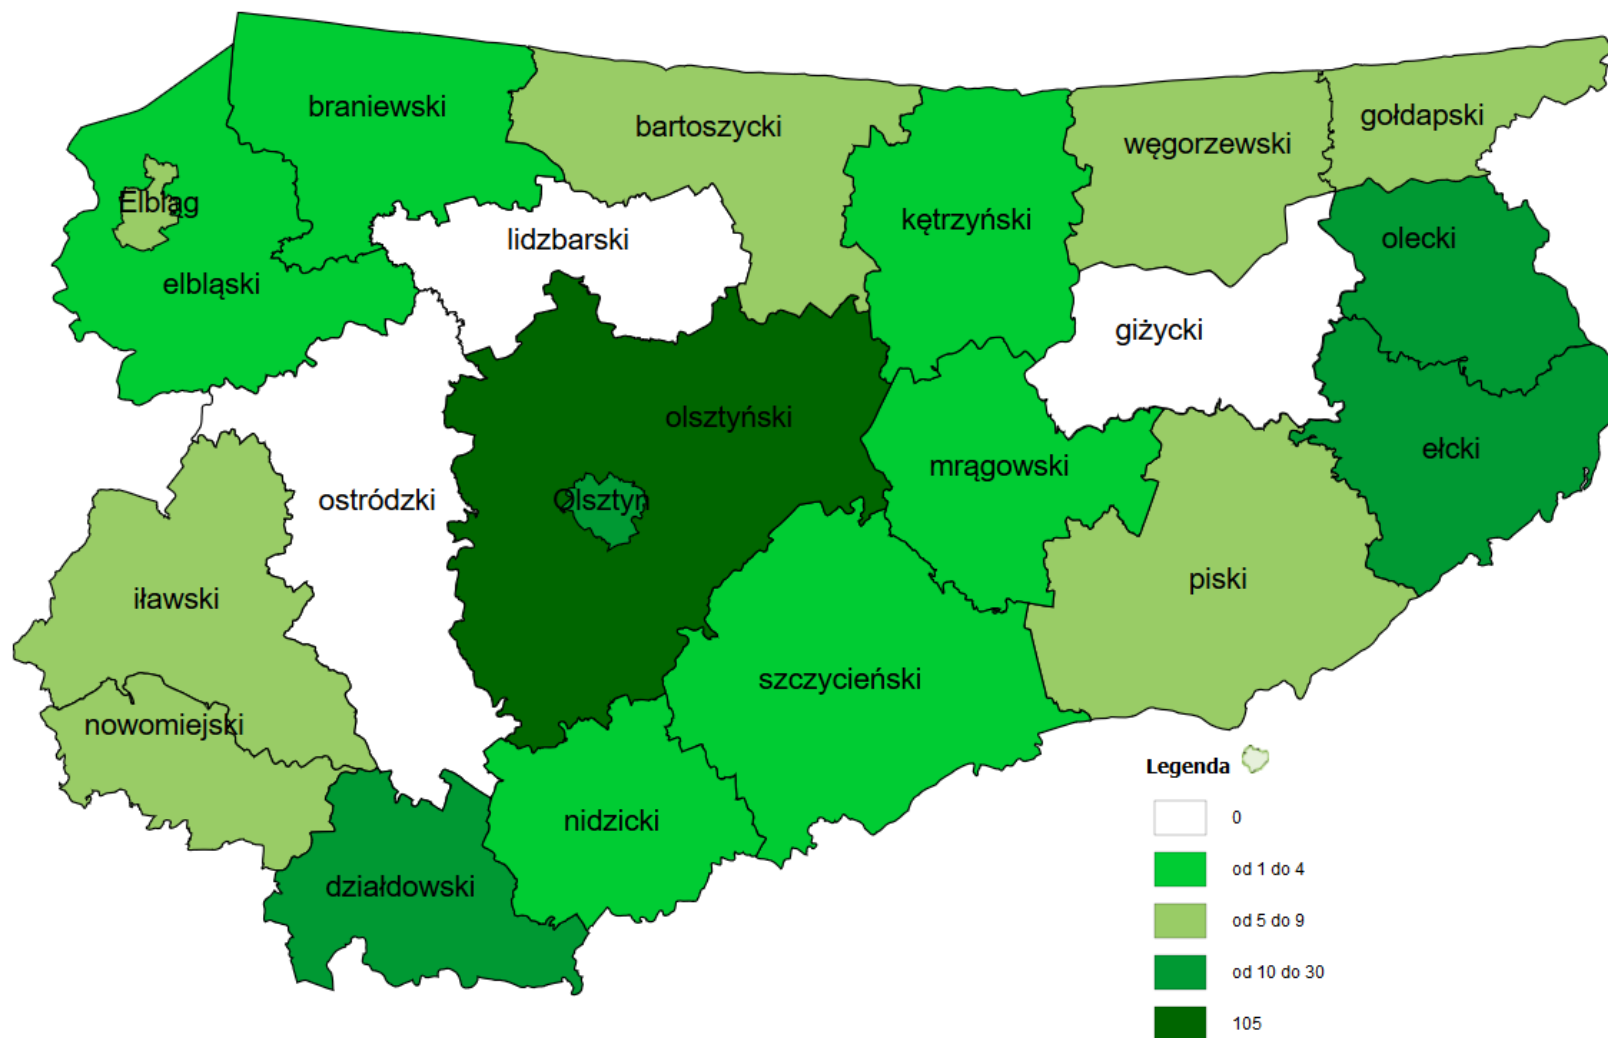 braniewski
bartoszycki
węgorzewski
gołdapski
Elbląg
kętrzyński
lidzbarski
olecki
elbląski
giżycki
olsztyński
ełcki
mrągowski
ostródzki
Olsztyn
iławski
piski
szczycieński
nowomiejski
nidzicki
działdowski
Legenda
0
od 1 do 4
od 5 do 9
od 10 do 30
105